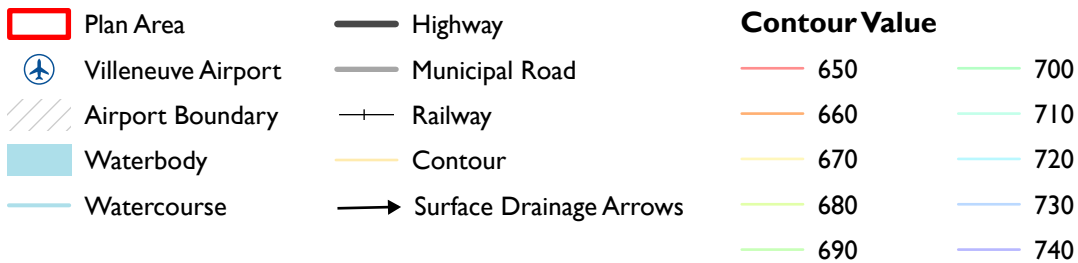 Plan Area
Villeneuve Airport
Airport Boundary
Waterbody
Watercourse
Highway
Municipal Road
Railway
Contour
Surface Drainage Arrows
Contour Value
650
660
670
680
690
700
710
720
730
740